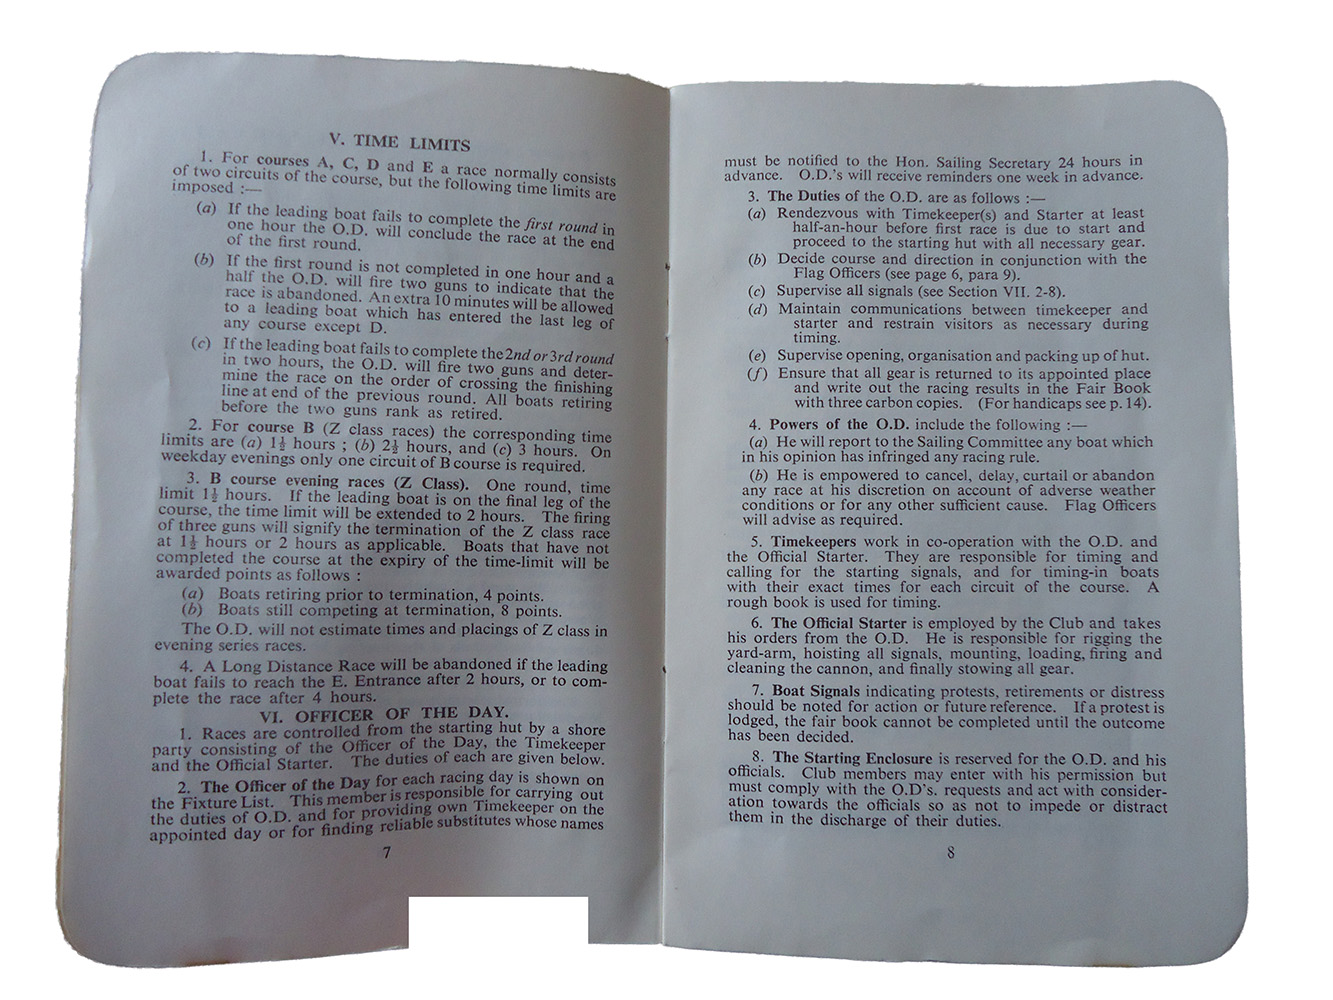 V. TIME LIMITS
1. For courses A, C, D and E a race normally consists
of two circuits of the course, but the following time limits are
imposed :—
(a) If the leading boat fails to complete the first round in
one hour the O.D. will conclude the race at the end
of the first round.
(b) If the first round is not completed in one hour and a
half the O.D. will fire two guns to indicate that the
race is abandoned. An extra 10 minutes will be allowed
to a leading boat which has entered the last leg of
any course except D.
(c) If the leading boat fails to complete the 2nd or 3rd round
in two hours, the O.D. will fire two guns and deter-
mine the race on the order of crossing the finishing
line at end of the previous round. All boats retiring
before the two guns rank as retired.
2. For course B (Z class races) the corresponding time
limits are (a) 1½ hours ; (b) 2½ hours, and (c) 3 hours. On
weekday evenings only one circuit of B course is required.
3. B course evening races (Z Class). One round, time
limit 1½ hours. If the leading boat is on the final leg of the
course, the time limit will be extended to 2 hours. The firing
of three guns will signify the termination of the Z class race
at 1½ hours or 2 hours as applicable. Boats that have not
completed the course at the expiry of the time-limit will be
awarded points as follows :
(a) Boats retiring prior to termination, 4 points.
(b) Boats still competing at termination, 8 points.
The O.D. will not estimate times and placings of Z class in
evening series races.
4. A Long Distance Race will be abandoned if the leading
boat fails to reach the E. Entrance after 2 hours, or to com-
plete the race after 4 hours.
VI. OFFICER OF THE DAY.
1. Races are controlled from the starting hut by a shore
party consisting of the Officer of the Day, the Timekeeper
and the Official Starter. The duties of each are given below.
2. The Officer of the Day for each racing day is shown on
the Fixture List. This member is responsible for carrying out
the duties of O.D. and for providing own Timekeeper on the
appointed day or for finding reliable substitutes whose names
7
must be notified to the Hon. Sailing Secretary 24 hours in
advance. O.D.'s will receive reminders one week in advance.
3. The Duties of the O.D. are as follows :—
(a) Rendezvous with Timekeeper(s) and Starter at least
half-an-hour before first race is due to start and
proceed to the starting hut with all necessary gear.
(b) Decide course and direction in conjunction with the
Flag Officers (see page 6, para 9).
(c) Supervise all signals (see Section VII. 2-8).
(d) Maintain communications between timekeeper and
starter and restrain visitors as necessary during
timing.
(e) Supervise opening, organisation and packing up of hut.
(f) Ensure that all gear is returned to its appointed place
and write out the racing results in the Fair Book
with three carbon copies. (For handicaps see p. 14).
4. Powers of the O.D. include the following :—
(a) He will report to the Sailing Committee any boat which
in his opinion has infringed any racing rule.
(b) He is empowered to cancel, delay, curtail or abandon
any race at his discretion on account of adverse weather
conditions or for any other sufficient cause. Flag Officers
will advise as required.
5. Timekeepers work in co-operation with the O.D. and
the Official Starter. They are responsible for timing and
calling for the starting signals, and for timing-in boats
with their exact times for each circuit of the course. A
rough book is used for timing.
6. The Official Starter is employed by the Club and takes
his orders from the O.D. He is responsible for rigging the
yard-arm, hoisting all signals, mounting, loading, firing and
cleaning the cannon, and finally stowing all gear.
7. Boat Signals indicating protests, retirements or distress
should be noted for action or future reference. If a protest is
lodged, the fair book cannot be completed until the outcome
has been decided.
8. The Starting Enclosure is reserved for the O.D. and his
officials. Club members may enter with his permission but
must comply with the O.D's. requests and act with consider-
ation towards the officials so as not to impede or distract
them in the discharge of their duties.
8